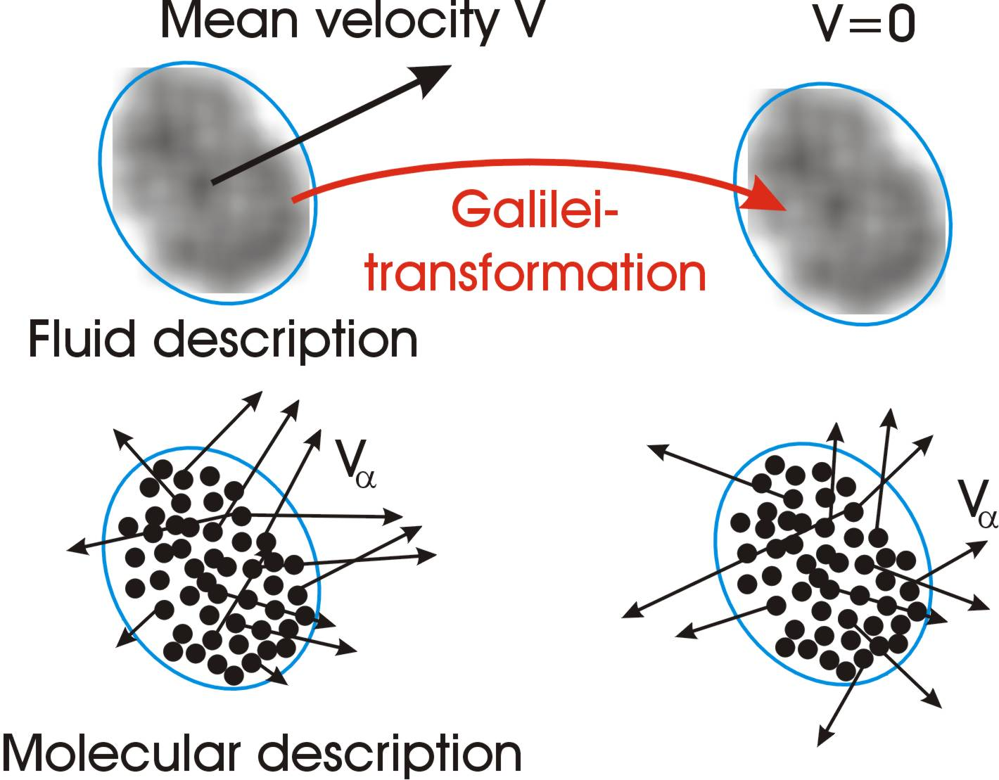 Mean velocity V
V=0
Galilei-
transformation
Fluid description
Vα
Vα
Molecular description